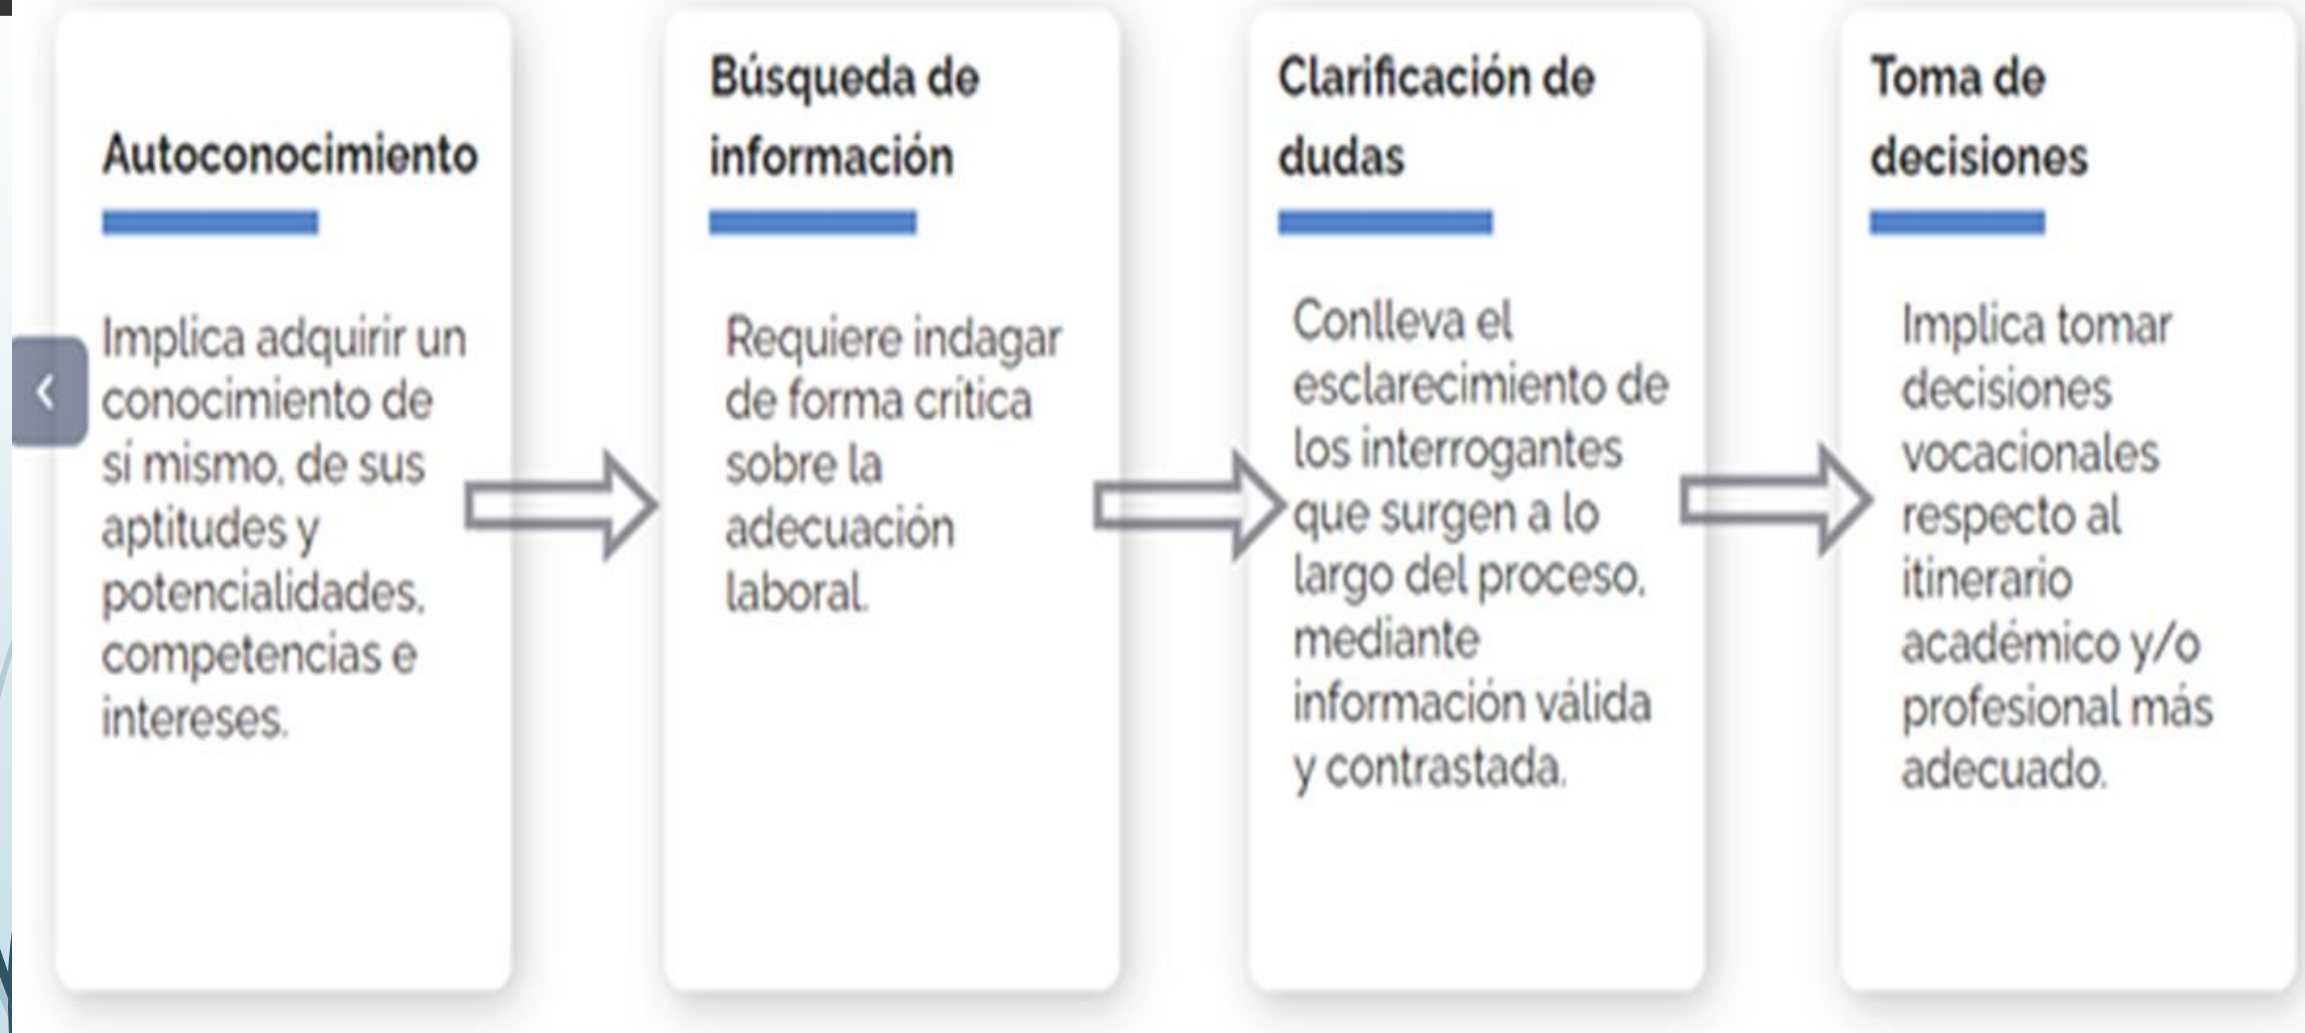 Autoconocimiento
Implica adquirir un
conocimiento de
sí mismo, de sus
aptitudes y
potencialidades,
competencias e
intereses.
Búsqueda de
información
Requiere indagar
de forma crítica
sobre la
adecuación
laboral.
Clarificación de
dudas
Conlleva el
esclarecimiento de
los interrogantes
que surgen a lo
largo del proceso,
mediante
información válida
y contrastada.
Toma de
decisiones
Implica tomar
decisiones
vocacionales
respecto al
itinerario
académico y/o
profesional más
adecuado.